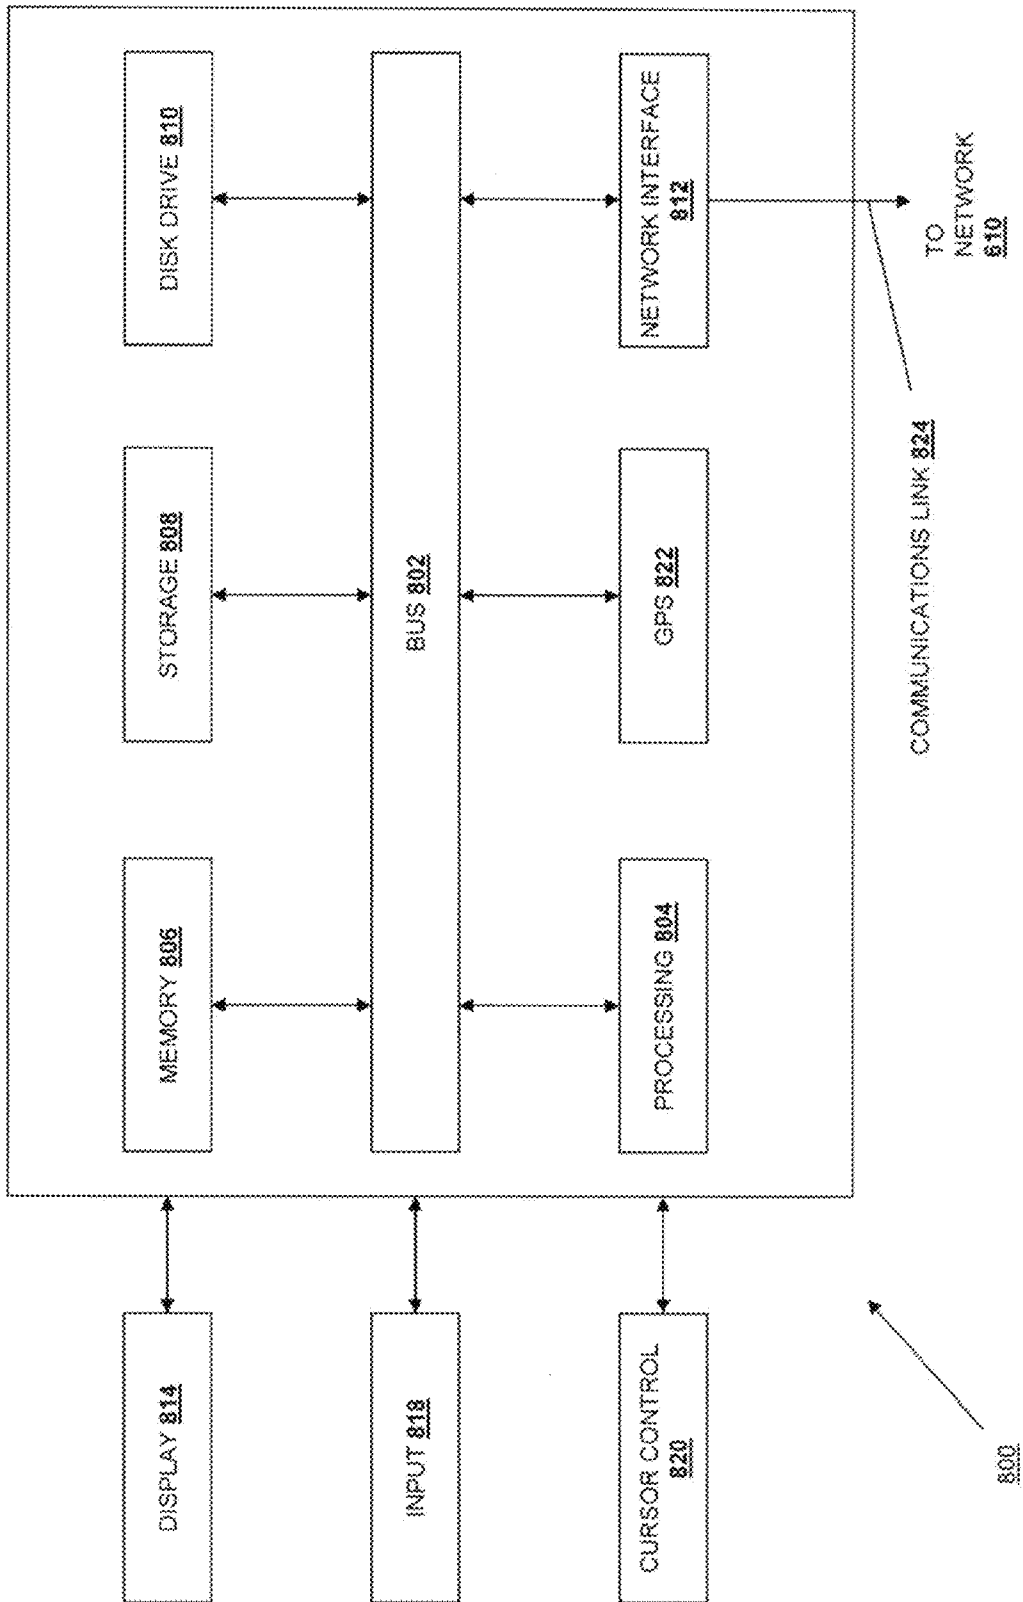 DISPLAY 814
MEMORY 806
STORAGE 808
DISK DRIVE 810
INPUT 818
BUS 802
CURSOR CONTROL
820
PROCESSING 804
GPS 822
NETWORK INTERFACE
812
COMMUNICATIONS LINK 824
TO
NETWORK
610
800